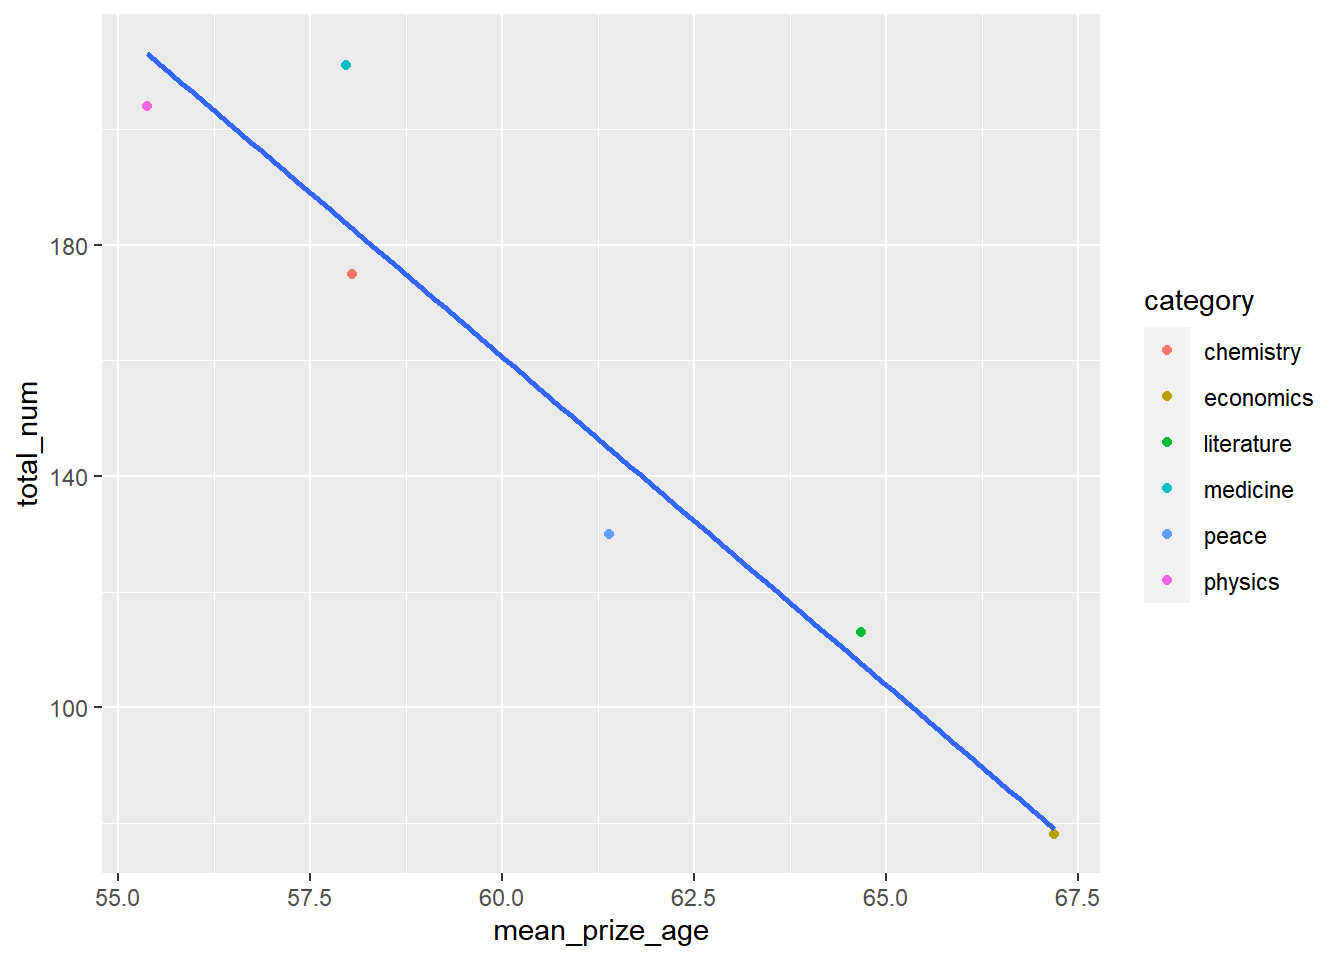 180
140
100
total_num
55.0 57.5 60.0 62.5 65.0 67.5
mean_prize_age
category
chemistry
economics
literature
medicine
peace
physics